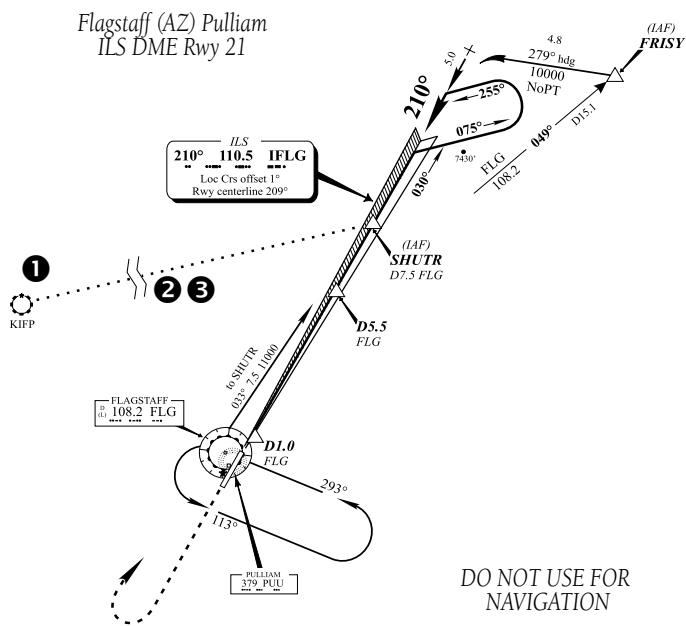 Flagstaff (AZ) Pulliam
ILS DME Rwy 21
(IAF)
FRISY
4.8
279° hdg
10000
NoPT
5.0
210°
255°
075°
7430'
049°
D15.1
FLG
108.2
030°
ILS
210° 110.5 IFLG
Loc Crs offset 1°
Rwy centerline 209°
(IAF)
SHUTR
D7.5 FLG
1
2 3
KIFP
D5.5
FLG
to SHUTR
033° 7.5 11000
FLAGSTAFF
D
(L) 108.2 FLG
D1.0
FLG
293°
113°
PULLIAM
379 PUU
DO NOT USE FOR
NAVIGATION